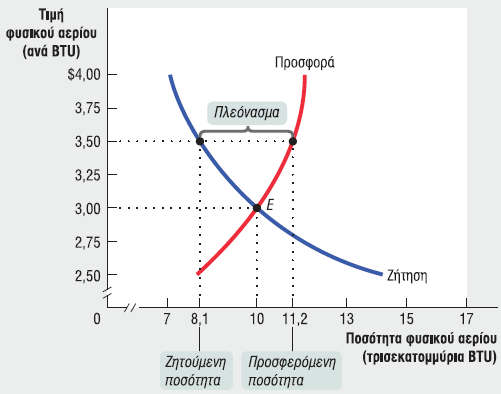 Τιμή
φυσικού αερίου
(ανά BTU)
$4,00
3,75
3,50
3,25
3,00
2,75
2,50
Προσφορά
Πλεόνασμα
E
Ζήτηση
0
7
8,1
10
11,2
13
15
17
Ποσότητα φυσικού αερίου
(τρισεκατομμύρια BTU)
Ζητούμενη
ποσότητα
Προσφερόμενη
ποσότητα